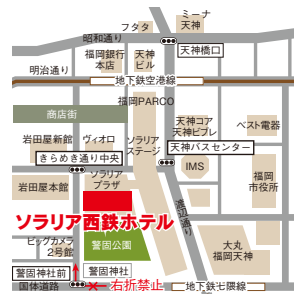 ミーナ
天神
フタタ
昭和通り
天神橋口
福岡銀行
本店
天神
ビル
明治通り
地下鉄空港線
福岡PARCO
商店街
天神コア
天神ビブレ
ベスト電器
岩田屋新館
ヴィオロ
ソラリア
ステージ
天神バスセンター
きらめき通り中央
IMS
ソラリア
プラザ
福岡
市役所
岩田屋本館
ソラリア西鉄ホテル
渡辺通り
ビッグカメラ
2号館
警固公園
大丸
福岡天神
警固神社前
警固神社
国体道路
右折禁止
地下鉄七隈線